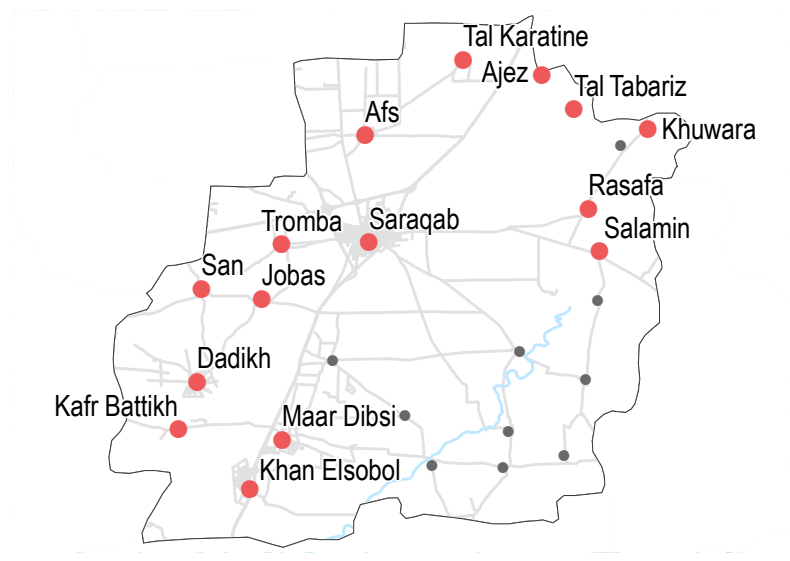 Tal Karatine
Ajez
Tal Tabariz
Afs
Khuwara
Rasafa
Tromba
Saraqab
Salamin
San
Jobas
Dadikh
Kafr Battikh
Maar Dibsi
Khan Elsobol